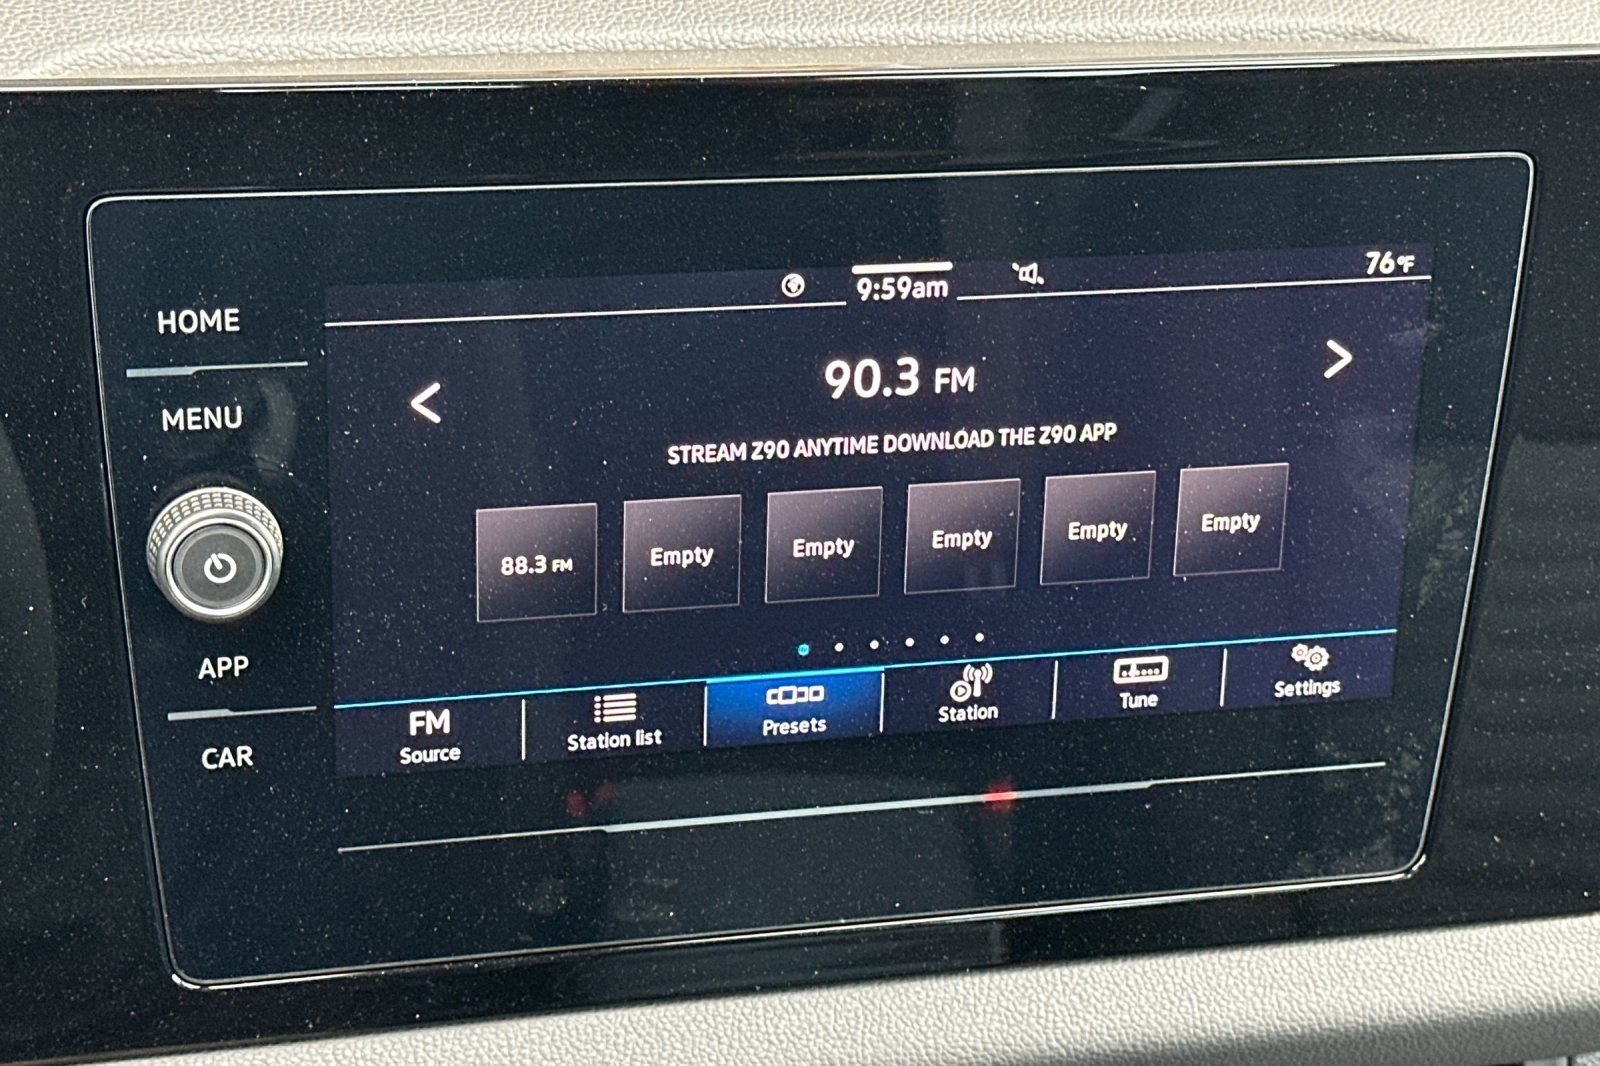 HOME
MENU
APP
CAR
9:59am
76°F
90.3 FM
STREAM Z90 ANYTIME DOWNLOAD THE Z90 APP
88.3 FM
Empty
Empty
Empty
Empty
Empty
FM
Source
Station list
Presets
Station
Tune
Settings